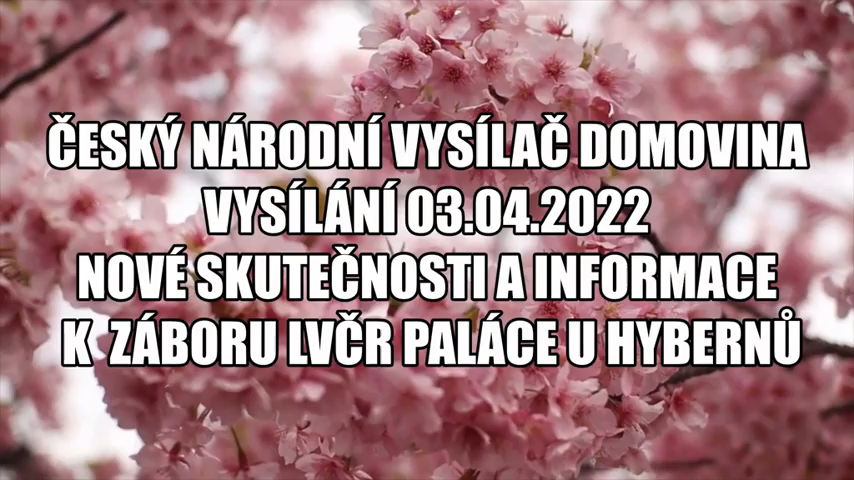 ČESKÝ NÁRODNÍ VYSÍLAČ DOMOVINA
VYSÍLÁNÍ 03.04.2022
NOVÉ SKUTEČNOSTI A INFORMACE
K ZÁBORU LVČR PALÁCE U HYBERNŮ